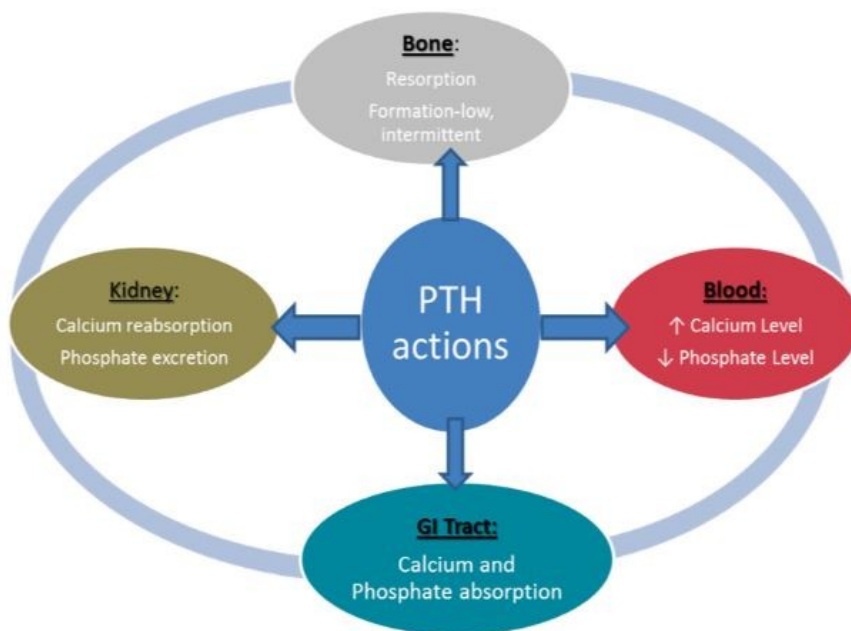 Bone:
Resorption
Formation-low,
intermittent
Kidney:
Calcium reabsorption
Phosphate excretion
PTH
actions
Blood:
↑ Calcium Level
↓ Phosphate Level
GI Tract:
Calcium and
Phosphate absorption